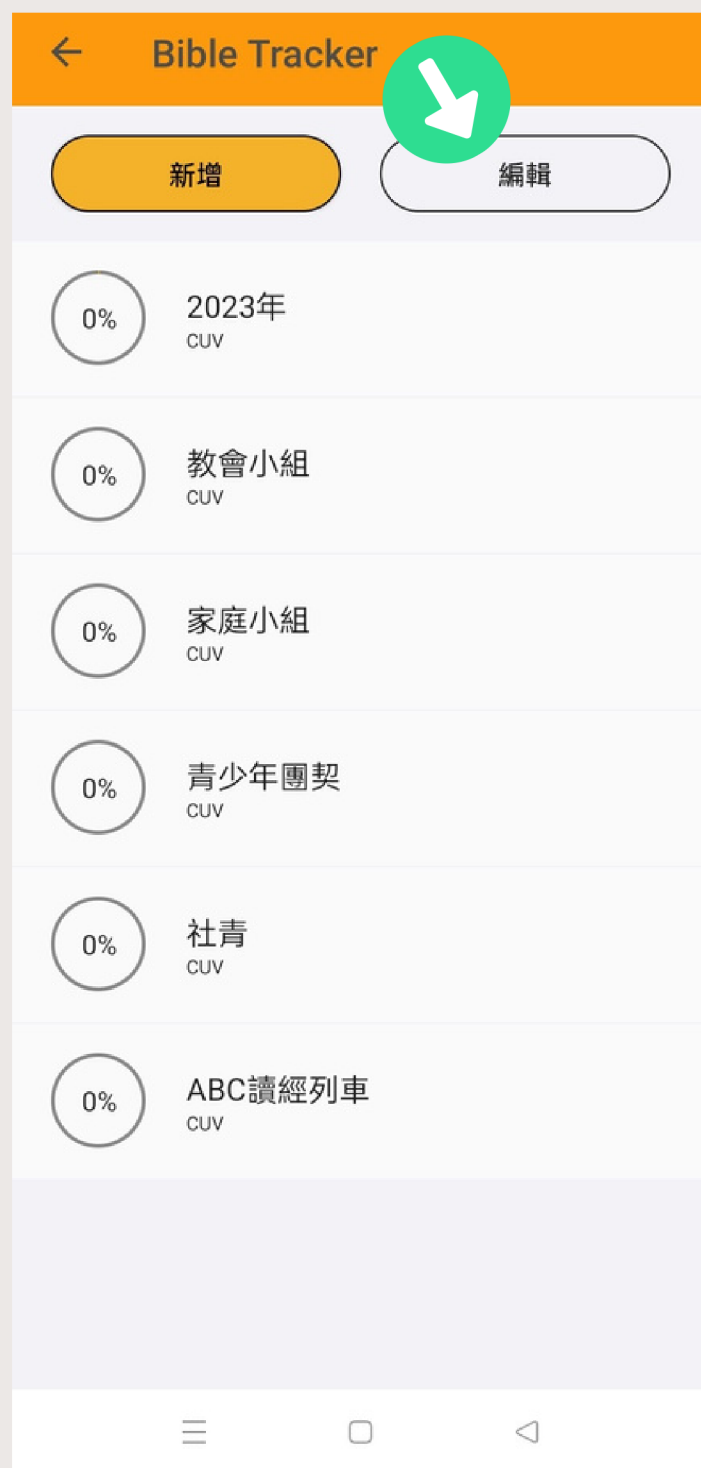 Bible Tracker
新增
編輯
0%
2023年
CUV
0%
教會小組
CUV
0%
家庭小組
CUV
0%
青少年團契
CUV
0%
社青
CUV
0%
ABC讀經列車
CUV